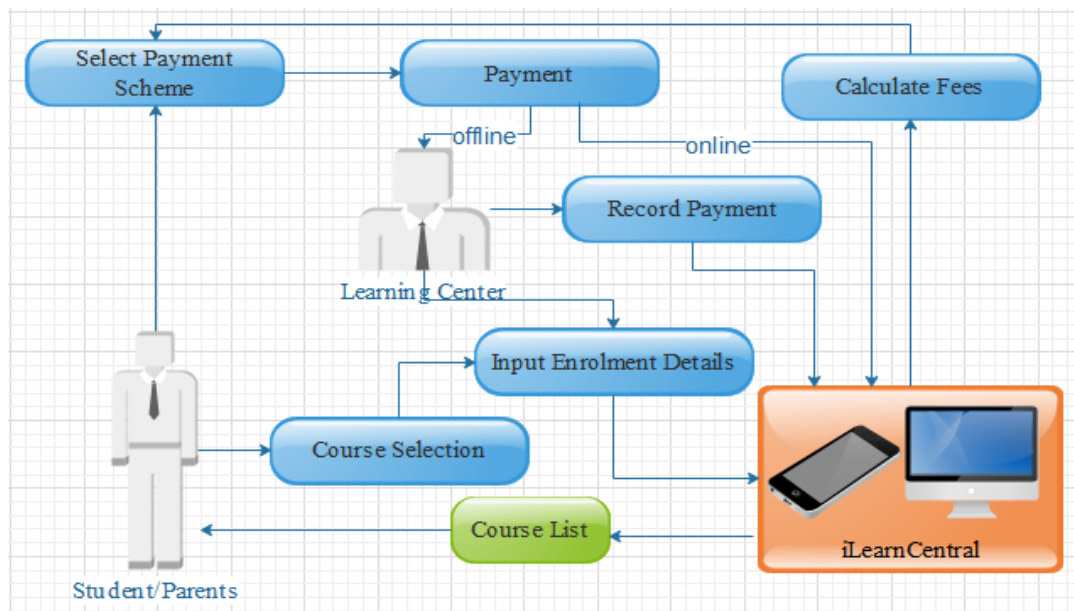 Select Payment
Scheme
Payment
Calculate Fees
offline
online
Record Payment
Learning Center
Input Enrolment Details
Course Selection
Course List
iLearnCentral
Student/Parents